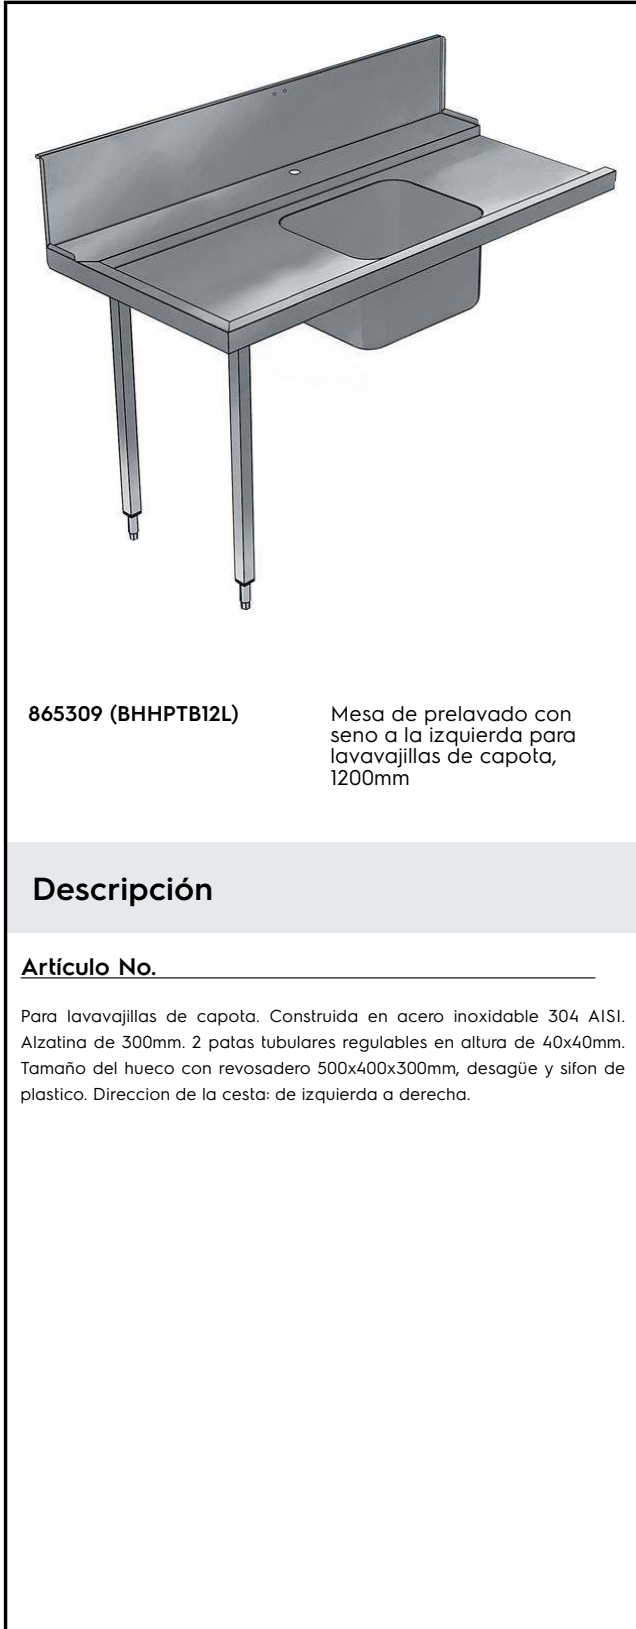 865309 (BHHPTB12L)
Mesa de prelavado con
seno a la izquierda para
lavavajillas de capota,
1200mm
Descripción
Artículo No.
Para lavavajillas de capota. Construida en acero inoxidable 304 AISI.
Alzatina de 300mm. 2 patas tubulares regulables en altura de 40x40mm.
Tamaño del hueco con revosadero 500x400x300mm, desagüe y sifon de
plastico. Direccion de la cesta: de izquierda a derecha.